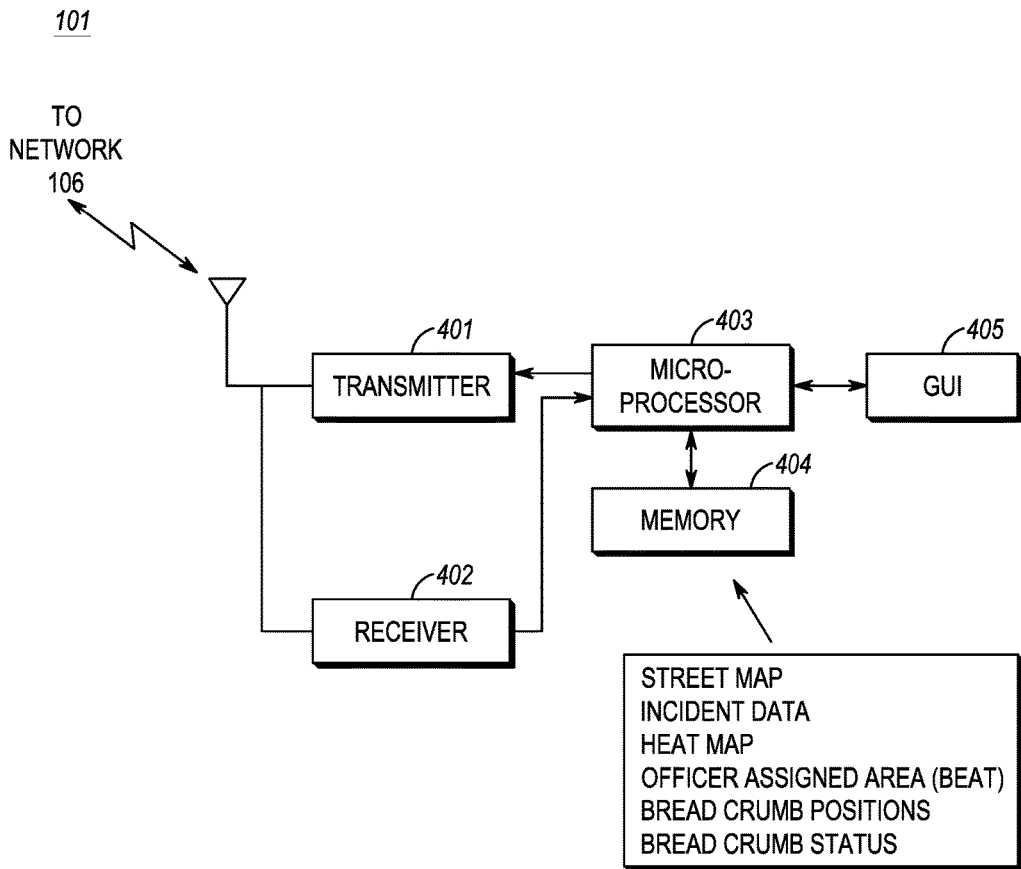 101
TO
NETWORK
106
401
TRANSMITTER
403
MICRO-
PROCESSOR
405
GUI
404
MEMORY
402
RECEIVER
STREET MAP
INCIDENT DATA
HEAT MAP
OFFICER ASSIGNED AREA (BEAT)
BREAD CRUMB POSITIONS
BREAD CRUMB STATUS